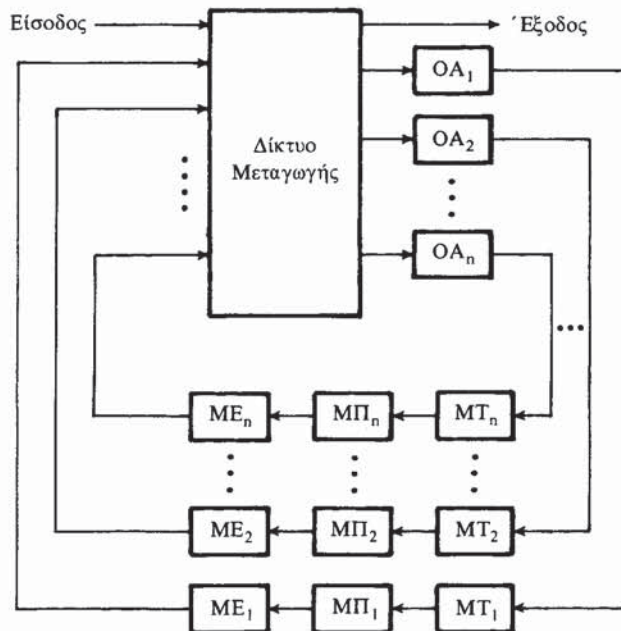 Είσοδος
Έξοδος
ΟΑ₁
Δίκτυο
Μεταγωγής
ΟΑ₂
ΟΑₙ
ΜΕₙ ΜΠₙ ΜΤₙ
ΜΕ₂ ΜΠ₂ ΜΤ₂
ΜΕ₁ ΜΠ₁ ΜΤ₁